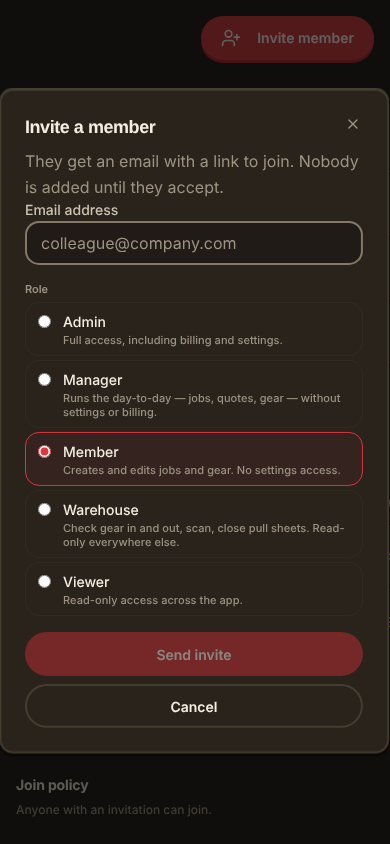 Invite member
Invite a member
They get an email with a link to join. Nobody
is added until they accept.
Email address
colleague@company.com
Role
Admin
Full access, including billing and settings.
Manager
Runs the day-to-day — jobs, quotes, gear — without
settings or billing.
Member
Creates and edits jobs and gear. No settings access.
Warehouse
Check gear in and out, scan, close pull sheets. Read-
only everywhere else.
Viewer
Read-only access across the app.
Send invite
Cancel
Join policy
Anyone with an invitation can join.